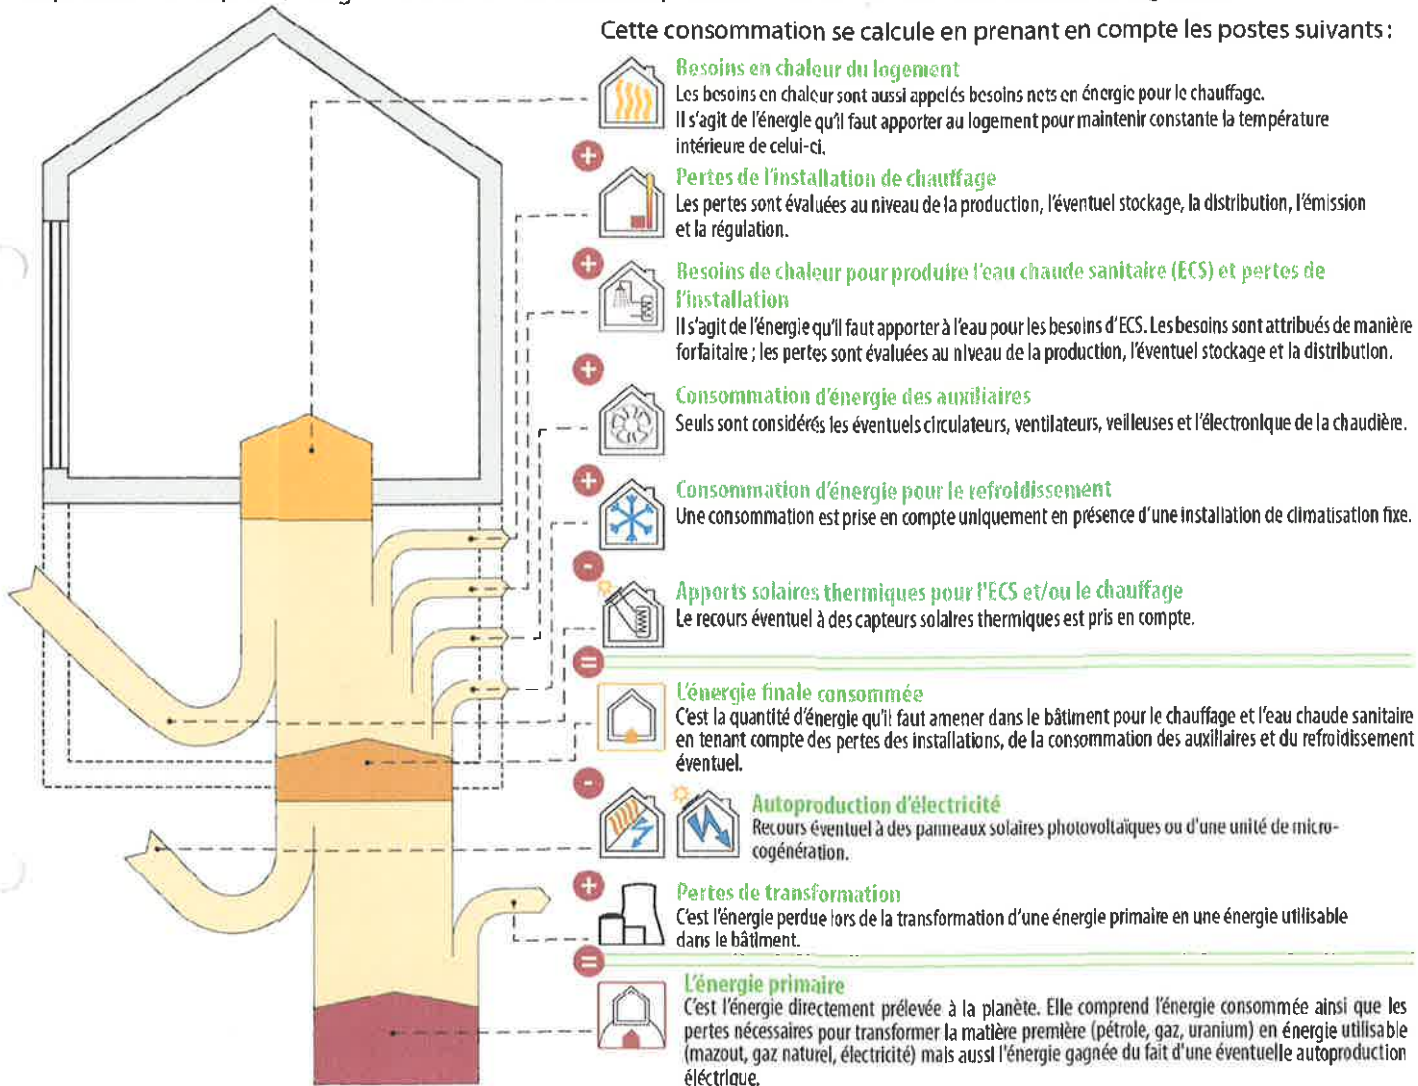 Cette consommation se calcule en prenant en compte les postes suivants :
Besoins en chaleur du logement
Les besoins en chaleur sont aussi appelés besoins nets en énergie pour le chauffage.
Il s'agit de l'énergie qu'il faut apporter au logement pour maintenir constante la température
intérieure de celui-ci.
+
Pertes de l'installation de chauffage
Les pertes sont évaluées au niveau de la production, l'éventuel stockage, la distribution, l'émission
et la régulation.
+
Besoins de chaleur pour produire l'eau chaude sanitaire (ECS) et pertes de
l'installation
Il s'agit de l'énergie qu'il faut apporter à l'eau pour les besoins d'ECS. Les besoins sont attribués de manière
forfaitaire ; les pertes sont évaluées au niveau de la production, l'éventuel stockage et la distribution.
+
Consommation d'énergie des auxiliaires
Seuls sont considérés les éventuels circulateurs, ventilateurs, veilleuses et l'électronique de la chaudière.
+
Consommation d'énergie pour le refroidissement
Une consommation est prise en compte uniquement en présence d'une installation de climatisation fixe.
-
Apports solaires thermiques pour l'ECS et/ou le chauffage
Le recours éventuel à des capteurs solaires thermiques est pris en compte.
=
L'énergie finale consommée
C'est la quantité d'énergie qu'il faut amener dans le bâtiment pour le chauffage et l'eau chaude sanitaire
en tenant compte des pertes des installations, de la consommation des auxiliaires et du refroidissement
éventuel.
-
Autoproduction d'électricité
Recours éventuel à des panneaux solaires photovoltaïques ou d'une unité de micro-
cogénération.
+
Pertes de transformation
C'est l'énergie perdue lors de la transformation d'une énergie primaire en une énergie utilisable
dans le bâtiment.
=
L'énergie primaire
C'est l'énergie directement prélevée à la planète. Elle comprend l'énergie consommée ainsi que les
pertes nécessaires pour transformer la matière première (pétrole, gaz, uranium) en énergie utilisable
(mazout, gaz naturel, électricité) mais aussi l'énergie gagnée du fait d'une éventuelle autoproduction
éléctrique.